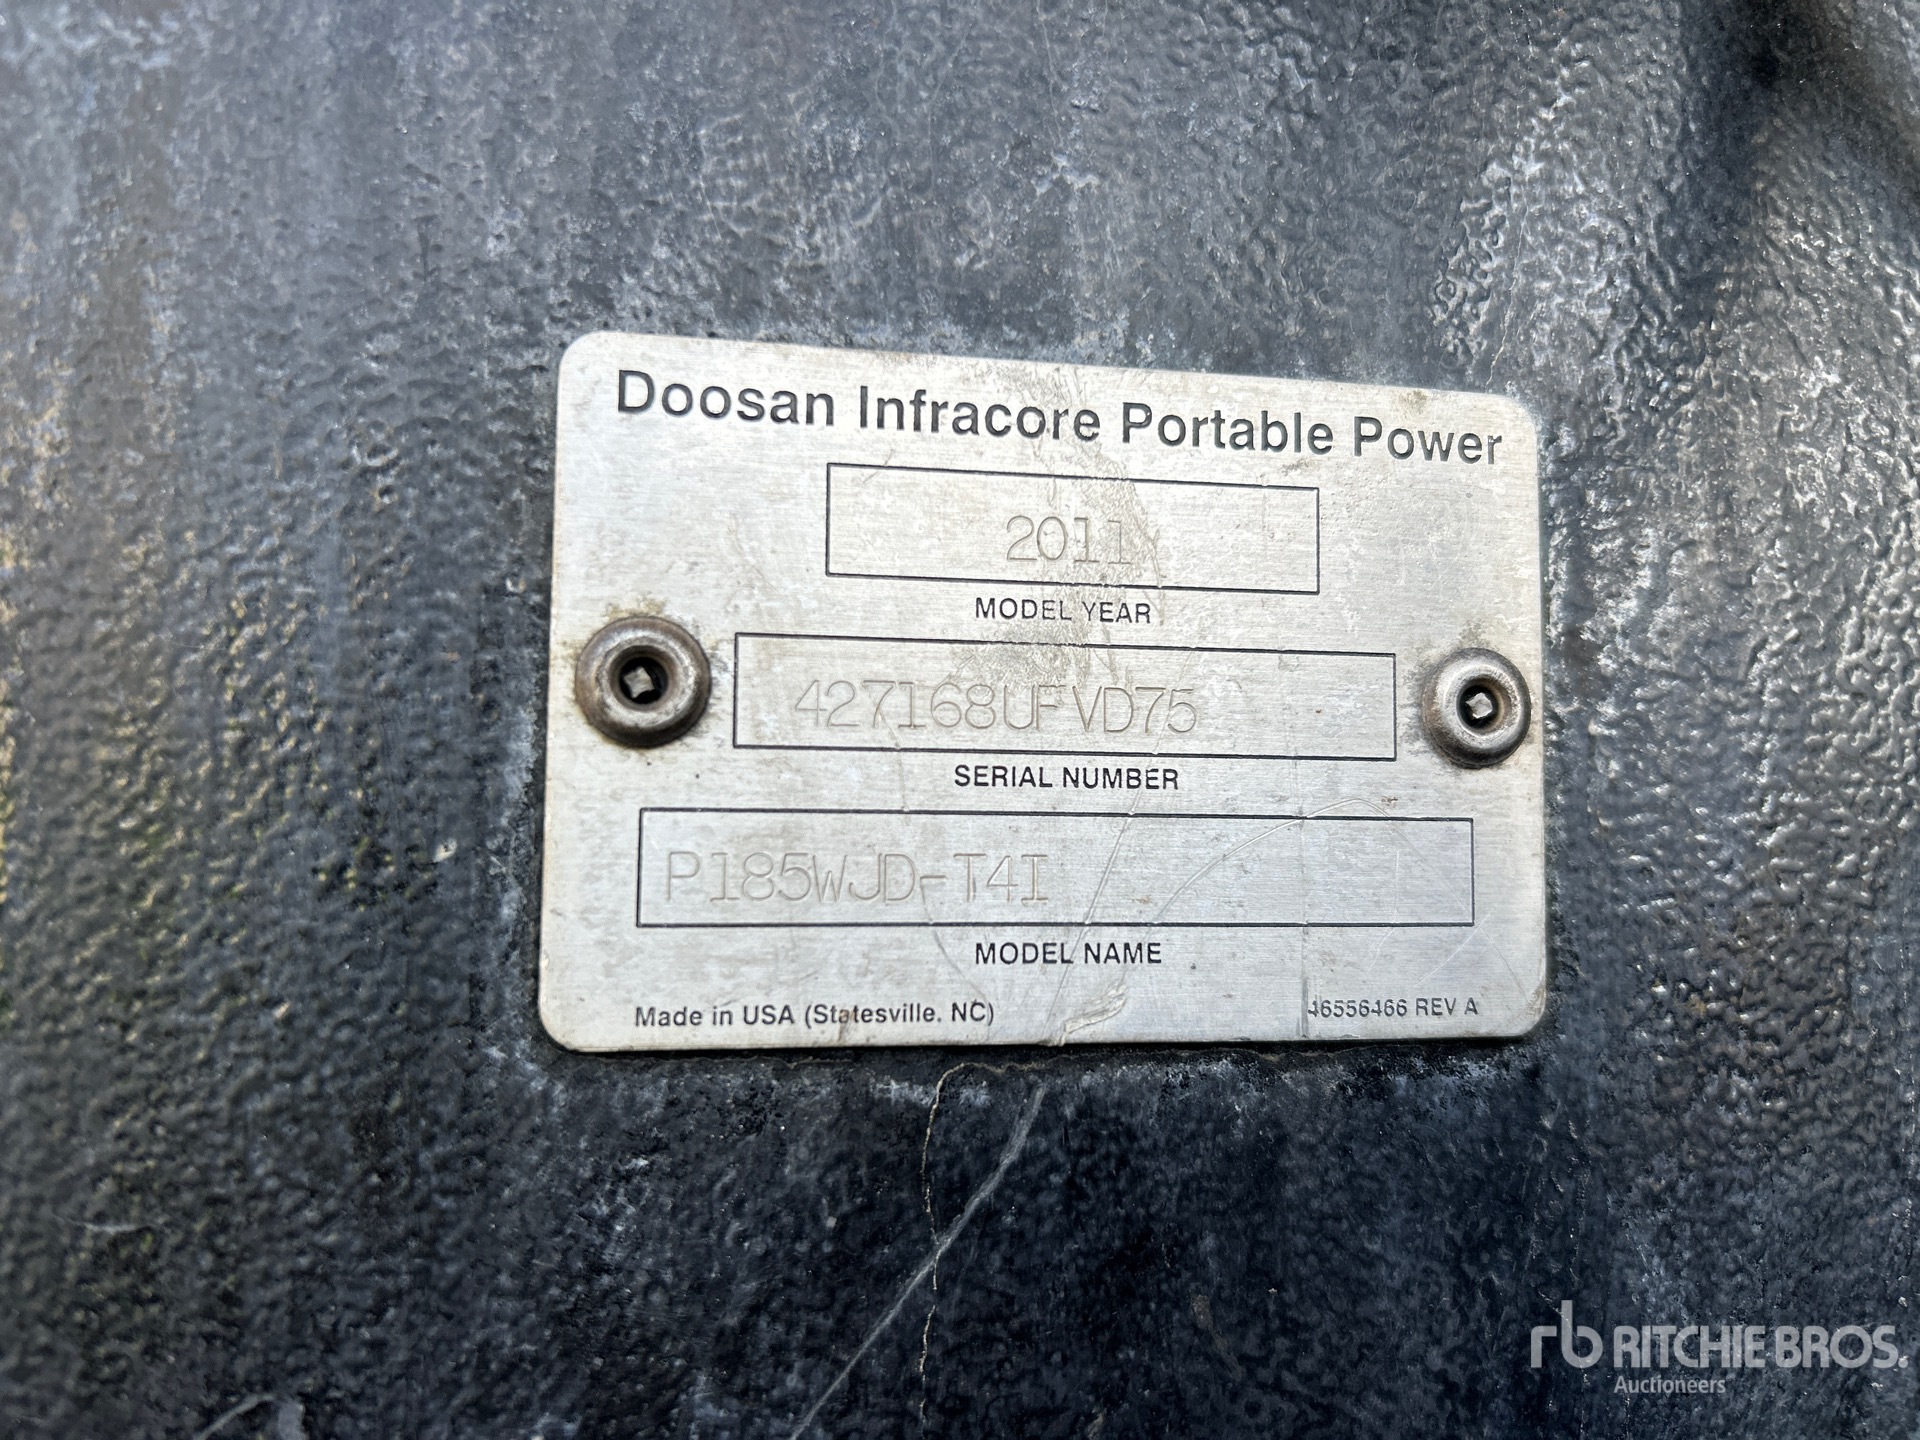 Doosan Infracore Portable Power
2011
MODEL YEAR
427168UFVD75
SERIAL NUMBER
P185WJD-T4I
MODEL NAME
Made in USA (Statesville, NC)
46556466 REV A
rb RITCHIE BROS.
Auctioneers